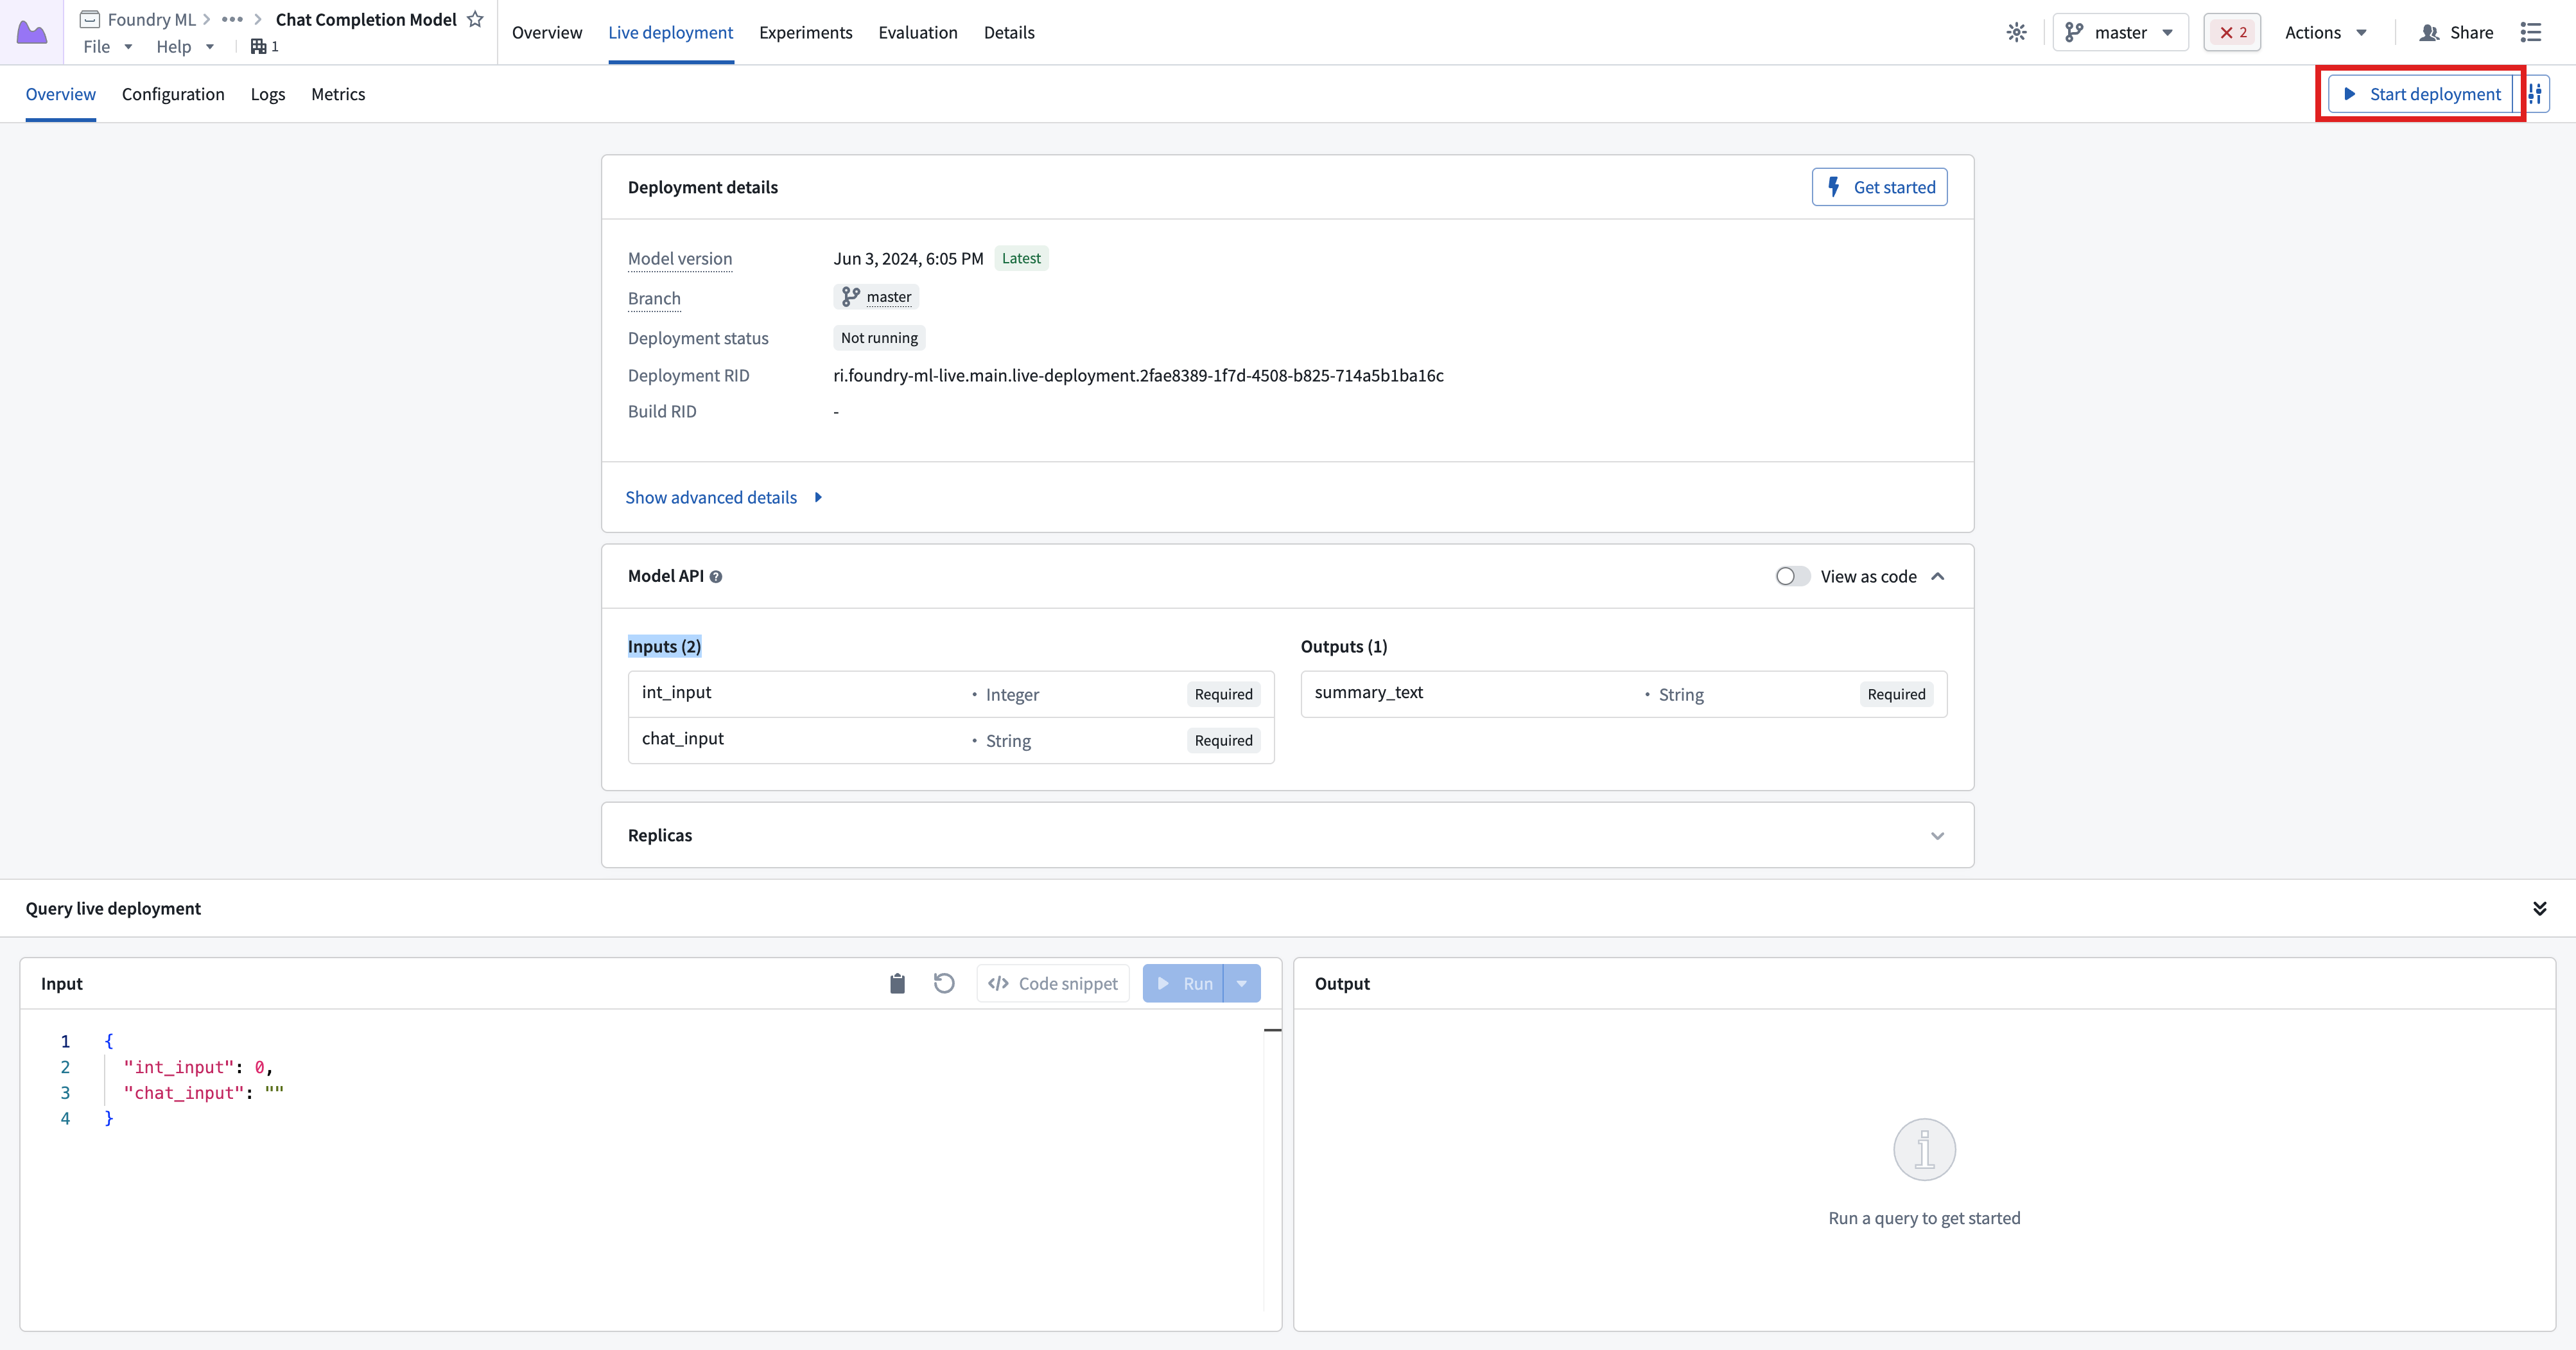 Foundry ML > ••• > Chat Completion Model
File Help 1
Overview Live deployment Experiments Evaluation Details
master 2 Actions Share
Overview Configuration Logs Metrics
Start deployment
Deployment details
Get started
Model version Jun 3, 2024, 6:05 PM Latest
Branch master
Deployment status Not running
Deployment RID ri.foundry-ml-live.main.live-deployment.2fae8389-1f7d-4508-b825-714a5b1ba16c
Build RID -
Show advanced details
Model API
View as code
Inputs (2)
int_input • Integer Required
chat_input • String Required
Outputs (1)
summary_text • String Required
Replicas
Query live deployment
Input
</> Code snippet Run
1 {
2 "int_input": 0,
3 "chat_input": ""
4 }
Output
Run a query to get started